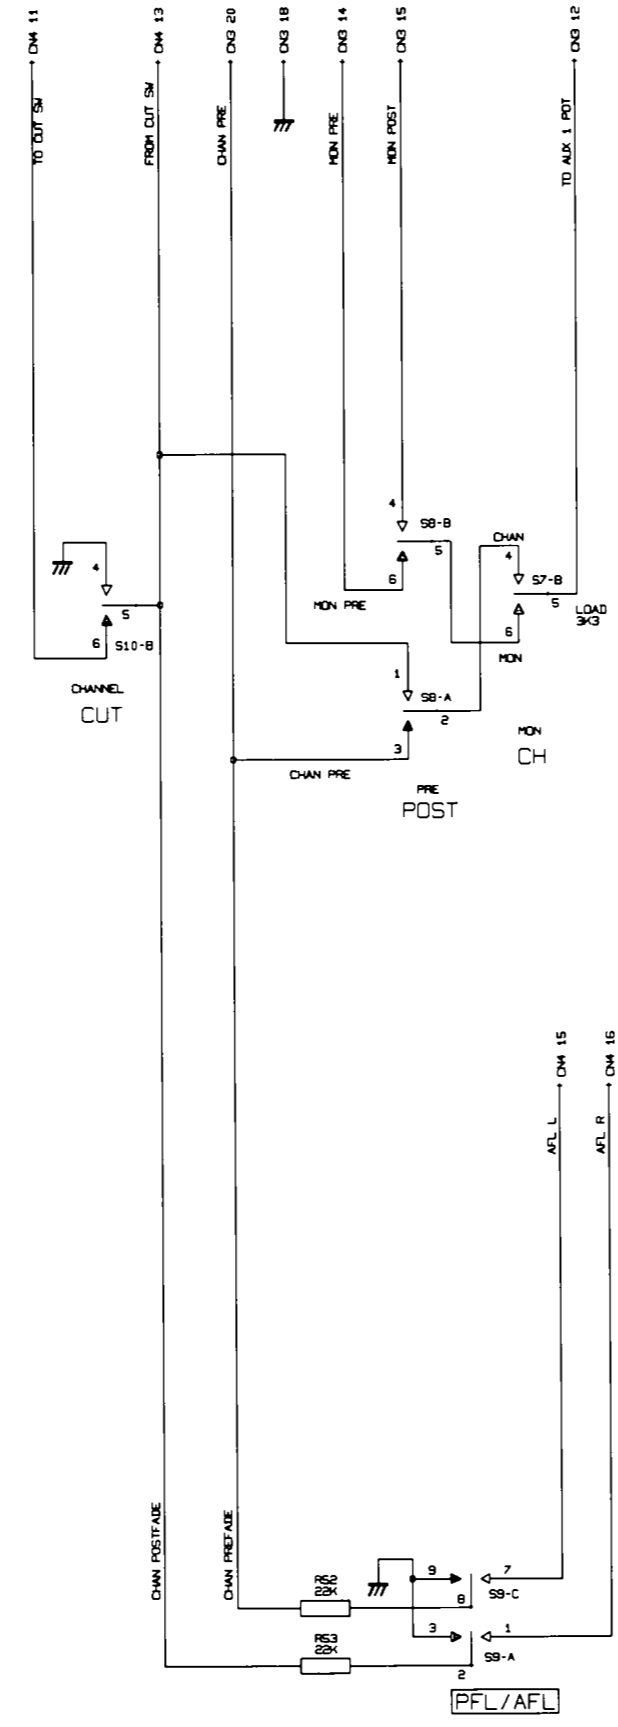 CN4 11
CN4 13
CN3 20
CN3 18
CN3 14
CN3 15
CN3 12
TO CUT SW
FROM CUT SW
CHAN PRE
MON PRE
MON POST
TO AUX 1 POT
4
S8-B
5
6
MON PRE
CHAN
4
S7-B
5
LOAD
3K3
6
MON
4
5
6
S10-B
CHANNEL
CUT
1
S8-A
2
3
CHAN PRE
MON
CH
PRE
POST
CN4 15
CN4 16
AFL L
AFL R
CHAN POSTFADE
CHAN PREFADE
R52
22K
9
7
8
S9-C
R53
22K
3
1
S9-A
2
PFL/AFL